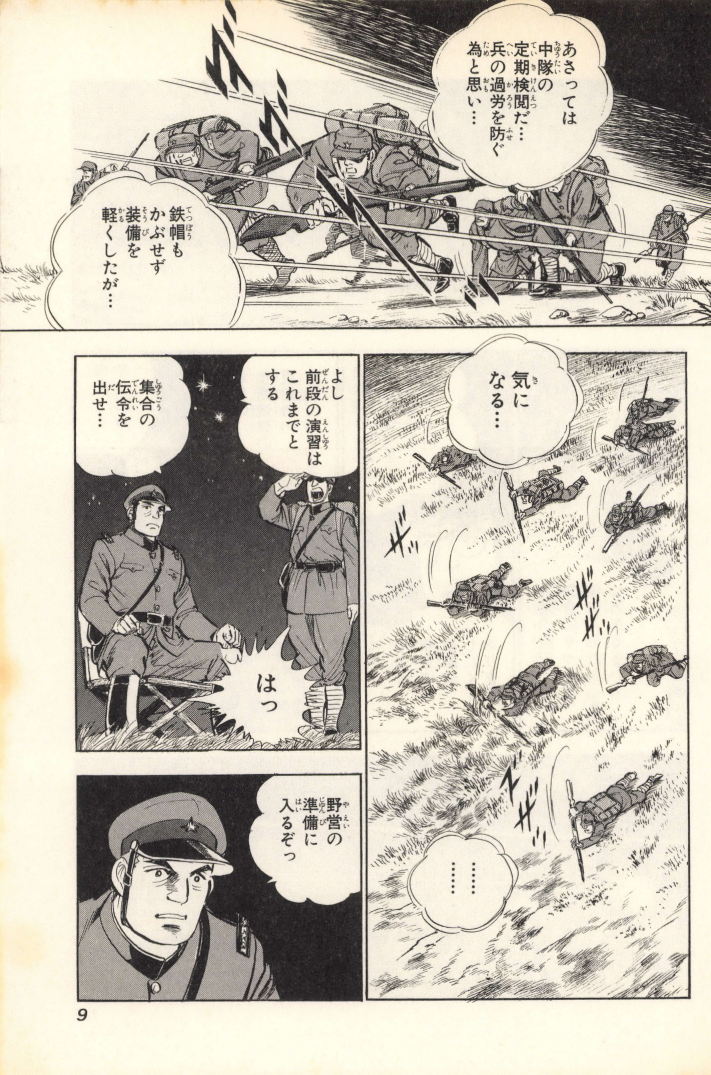 あさっては
中隊の
定期検閲だ…
兵の過労を防ぐ
為と思い…
鉄帽も
かぶせず
装備を
軽くしたが…
気に
なる…
ザッ
ザザッ
ザザッ
………
………
よし
前段の演習は
これまでと
する
集合の
伝令を
出せ…
はっ
野営の
準備に
入るぞっ
9